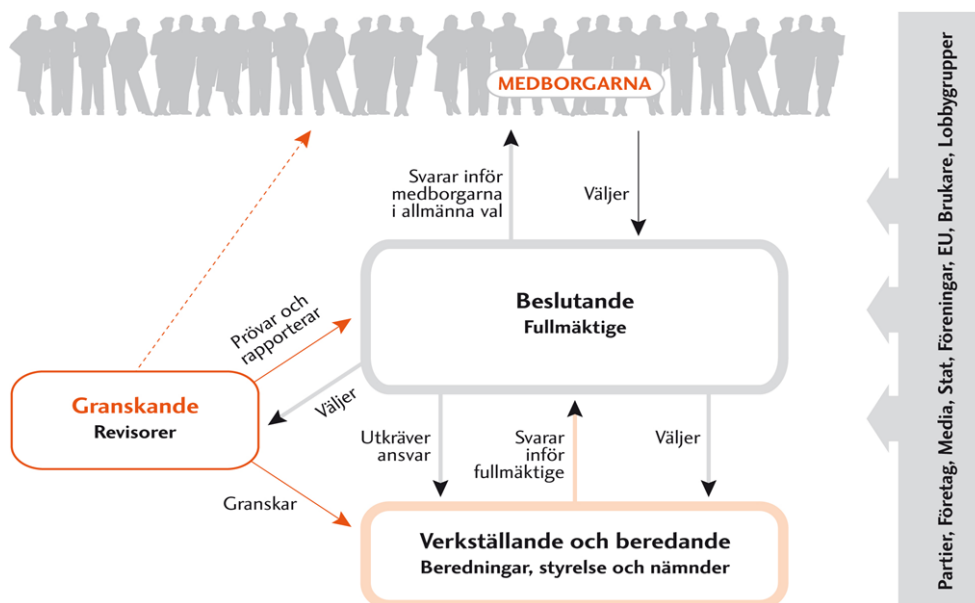 MEDBORGARNA
Svarar inför
medborgarna
i allmänna val
Väljer
Beslutande
Fullmäktige
Prövar och
rapporterar
Väljer
Granskande
Revisorer
Utkräver
ansvar
Svarar
inför
fullmäktige
Väljer
Granskar
Verkställande och beredande
Beredningar, styrelse och nämnder
Partier, Företag, Media, Stat, Föreningar, EU, Brukare, Lobbygrupper